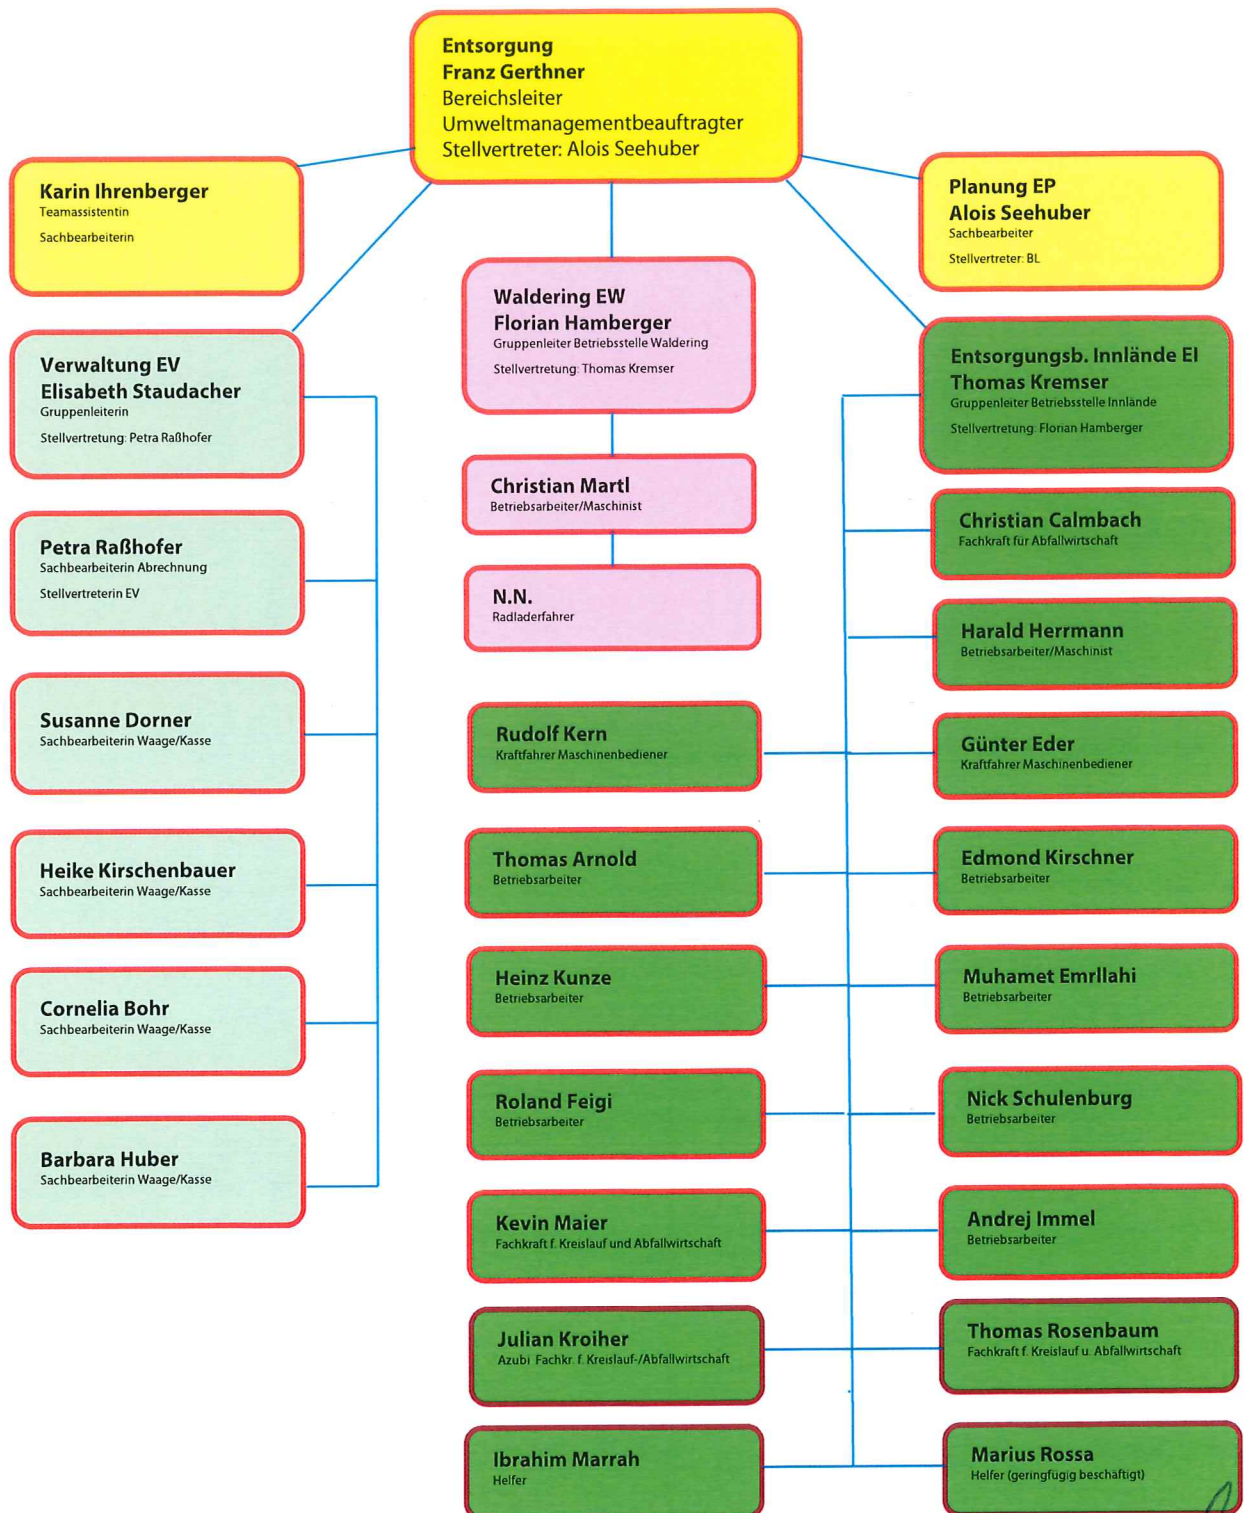 Entsorgung
Franz Gerthner
Bereichsleiter
Umweltmanagementbeauftragter
Stellvertreter: Alois Seehuber
Karin Ihrenberger
Teamassistentin
Sachbearbeiterin
Planung EP
Alois Seehuber
Sachbearbeiter
Stellvertreter: BL
Waldering EW
Florian Hamberger
Gruppenleiter Betriebsstelle Waldering
Stellvertretung: Thomas Kremser
Verwaltung EV
Elisabeth Staudacher
Gruppenleiterin
Stellvertretung: Petra Raßhofer
Entsorgungsb. Innlände EI
Thomas Kremser
Gruppenleiter Betriebsstelle Innlände
Stellvertretung: Florian Hamberger
Christian Martl
Betriebsarbeiter/Maschinist
N.N.
Radladerfahrer
Petra Raßhofer
Sachbearbeiterin Abrechnung
Stellvertreterin EV
Susanne Dorner
Sachbearbeiterin Waage/Kasse
Heike Kirschenbauer
Sachbearbeiterin Waage/Kasse
Cornelia Bohr
Sachbearbeiterin Waage/Kasse
Barbara Huber
Sachbearbeiterin Waage/Kasse
Christian Calmbach
Fachkraft für Abfallwirtschaft
Harald Herrmann
Betriebsarbeiter/Maschinist
Rudolf Kern
Kraftfahrer Maschinenbediener
Günter Eder
Kraftfahrer Maschinenbediener
Thomas Arnold
Betriebsarbeiter
Edmond Kirschner
Betriebsarbeiter
Heinz Kunze
Betriebsarbeiter
Muhamet Emrllahi
Betriebsarbeiter
Roland Feigi
Betriebsarbeiter
Nick Schulenburg
Betriebsarbeiter
Kevin Maier
Fachkraft f. Kreislauf und Abfallwirtschaft
Andrej Immel
Betriebsarbeiter
Julian Kroiher
Azubi Fachkr. f. Kreislauf-/Abfallwirtschaft
Thomas Rosenbaum
Fachkraft f. Kreislauf u. Abfallwirtschaft
Ibrahim Marrah
Helfer
Marius Rossa
Helfer (geringfügig beschäftigt)